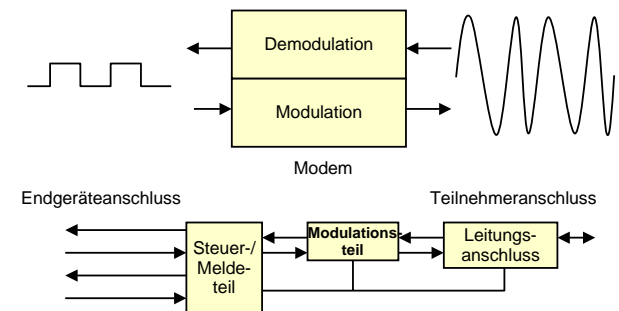 Demodulation
Modulation
Modem
Endgeräteanschluss
Teilnehmeranschluss
Steuer-/
Melde-
teil
Modulations-
teil
Leitungs-
anschluss